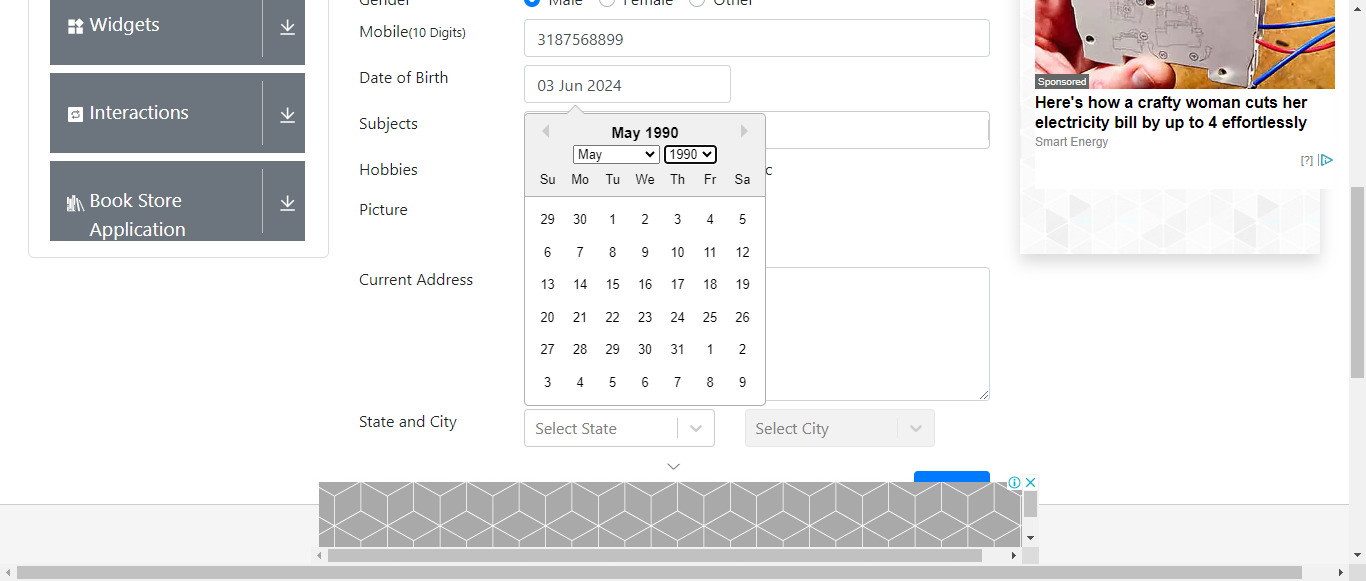 Widgets
Interactions
Book Store
Application
Gender
Male
Female
Other
Mobile(10 Digits)
3187568899
Date of Birth
03 Jun 2024
Subjects
May 1990
May
1990
Su Mo Tu We Th Fr Sa
29 30 1 2 3 4 5
6 7 8 9 10 11 12
13 14 15 16 17 18 19
20 21 22 23 24 25 26
27 28 29 30 31 1 2
3 4 5 6 7 8 9
Hobbies
c
Picture
Current Address
State and City
Select State
Select City
Sponsored
Here's how a crafty woman cuts her
electricity bill by up to 4 effortlessly
Smart Energy
[?]